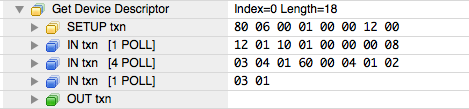 Get Device Descriptor Index=0 Length=18
SETUP txn 80 06 00 01 00 00 12 00
IN txn [1 POLL] 12 01 10 01 00 00 00 08
IN txn [4 POLL] 03 04 01 60 00 04 01 02
IN txn [1 POLL] 03 01
OUT txn